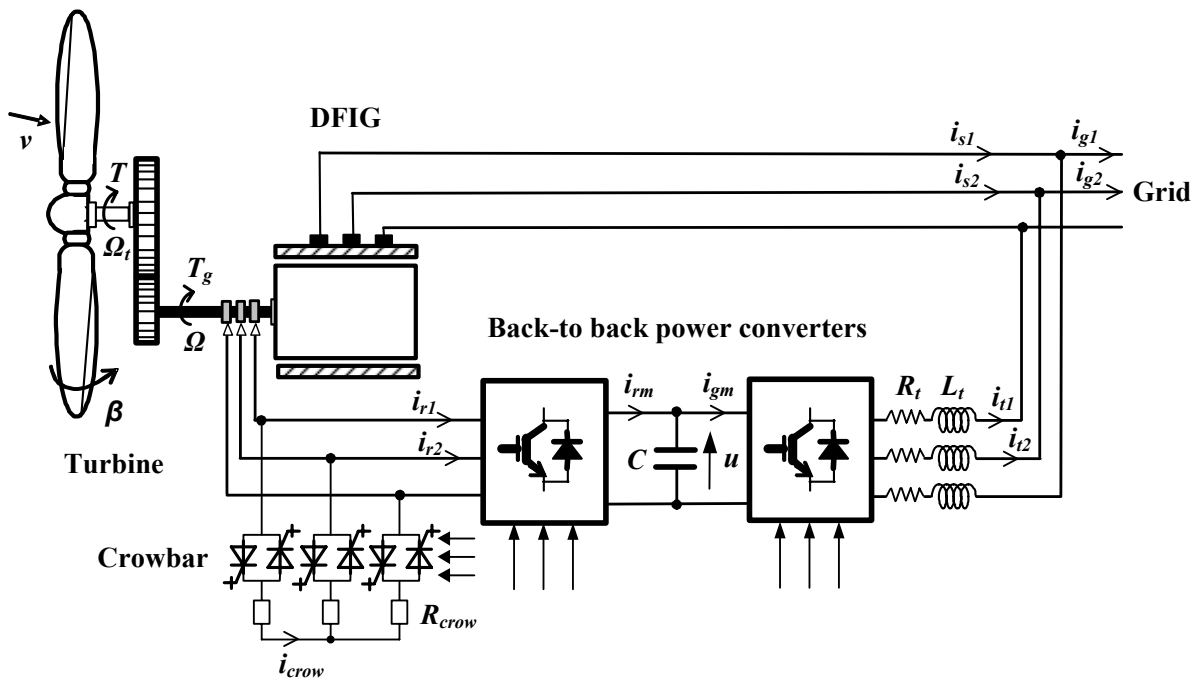 DFIG
v
T
Ω_t
T_g
Ω
β
Turbine
i_s1
i_g1
i_s2
i_g2
Grid
Back-to back power converters
i_r1
i_r2
i_rm
i_gm
C
u
R_t
L_t
i_t1
i_t2
Crowbar
R_crow
i_crow